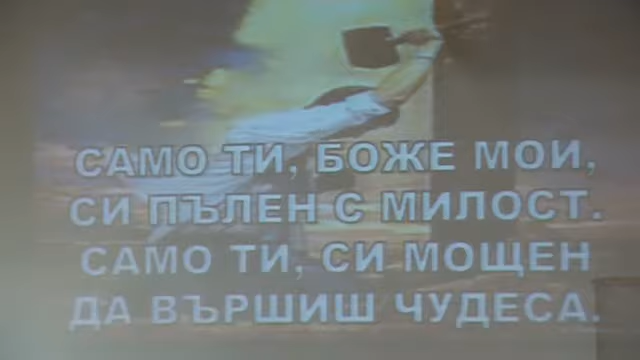 САМО ТИ, БОЖЕ МОИ,
СИ ПЪЛЕН С МИЛОСТ.
САМО ТИ, СИ МОЩЕН
ДА ВЪРШИШ ЧУДЕСА.